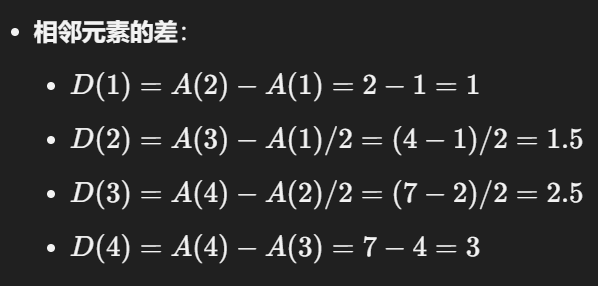 相邻元素的差：
D(1) = A(2) − A(1) = 2 − 1 = 1
D(2) = A(3) − A(1)/2 = (4 − 1)/2 = 1.5
D(3) = A(4) − A(2)/2 = (7 − 2)/2 = 2.5
D(4) = A(4) − A(3) = 7 − 4 = 3